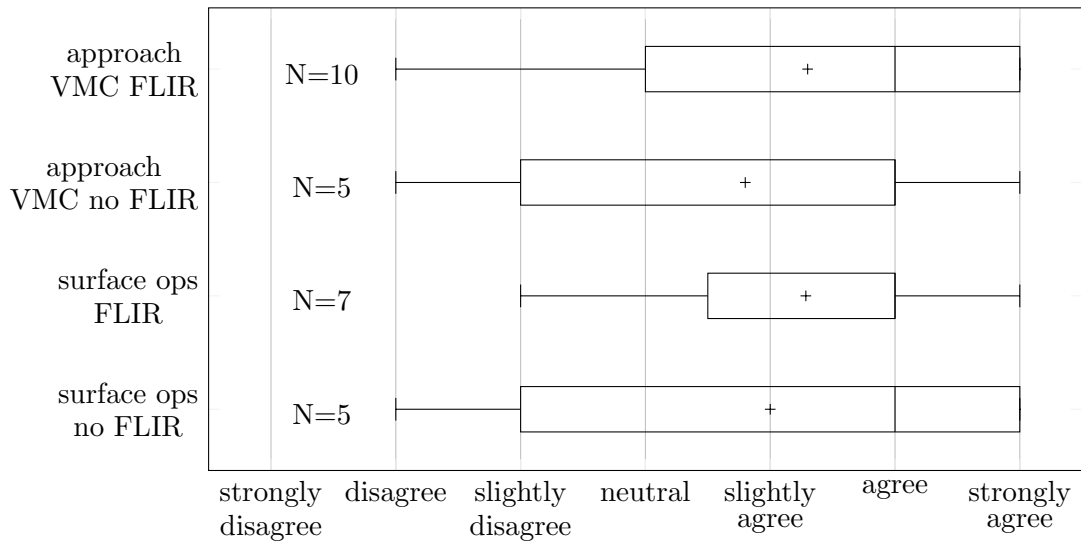 approach
VMC FLIR
N=10
approach
VMC no FLIR
N=5
surface ops
FLIR
N=7
surface ops
no FLIR
N=5
strongly
disagree
disagree
slightly
disagree
neutral
slightly
agree
agree
strongly
agree